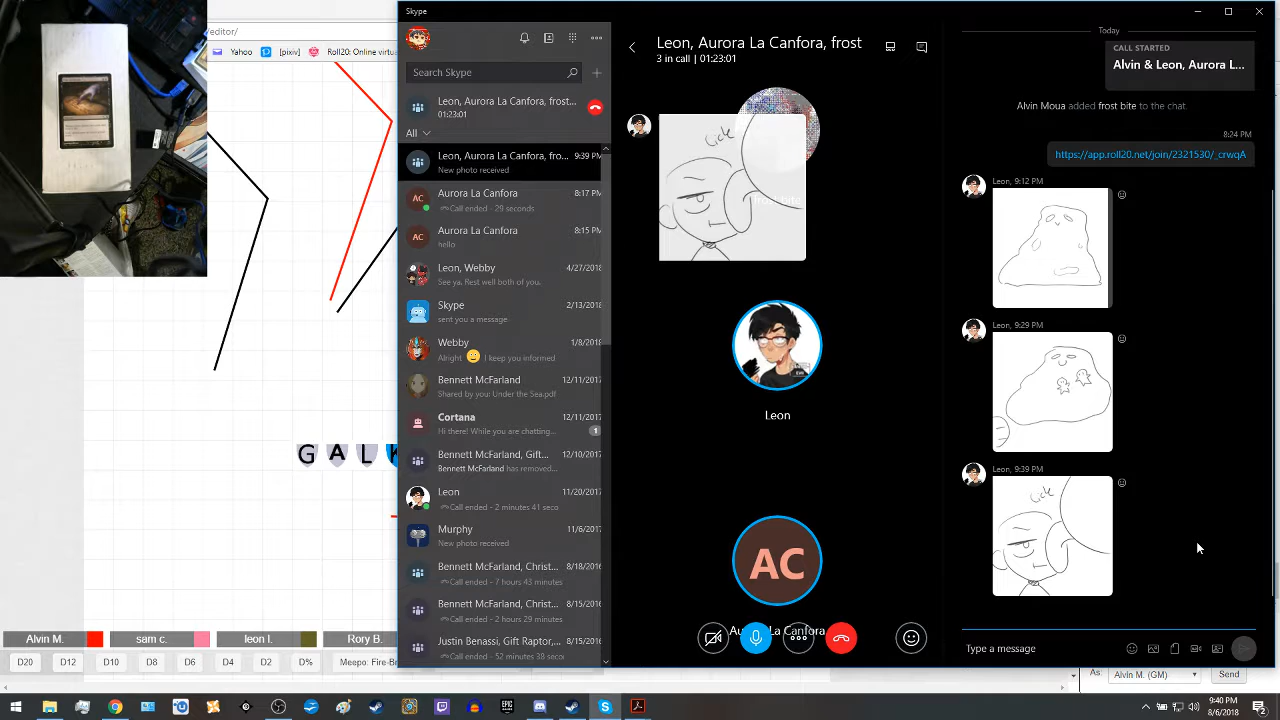 Skype
editor/
Yahoo
[pixiv]
Roll20: Online virtu
Search Skype
Leon, Aurora La Canfora, frost...
01:23:01
All
Leon, Aurora La Canfora, fro...
9:39 PM
New photo received
Aurora La Canfora
8:17 PM
Call ended - 29 seconds
Aurora La Canfora
8:15 PM
hello
Leon, Webby
4/27/2018
See ya. Rest well both of you.
Skype
2/13/2018
sent you a message.
Webby
1/8/2018
Alright I keep you informed
Bennett McFarland
12/11/2017
Shared by you: Under the Sea.pdf
Cortana
12/11/2017
Hi there! While you are chatting...
1
Bennett McFarland, Gift...
12/10/2017
Bennett McFarland has removed...
Leon
11/20/2017
Call ended - 2 minutes 41 seco
Murphy
11/6/2017
New photo received
Bennett McFarland, Christ...
8/18/2016
Call ended - 7 hours 43 minutes
Bennett McFarland, Christ...
8/15/2016
Call ended - 2 hours 29 minutes
Justin Benassi, Gift Raptor,...
8/15/2016
Call ended - 52 minutes 38 seco
Leon, Aurora La Canfora, frost
3 in call | 01:23:01
frost bite
Leon
AC
Aurora La Canfora
Today
CALL STARTED
Alvin & Leon, Aurora L...
Alvin Moua added frost bite to the chat.
8:24 PM
https://app.roll20.net/join/2321530/_crwqA
Leon, 9:12 PM
Leon, 9:29 PM
Leon, 9:39 PM
Type a message
GALK
Alvin M.
sam c.
leon l.
Rory B.
D20
D12
D10
D8
D6
D4
D%
Meepo: Fire-Be
As:
Alvin M. (GM)
Send
9:40 PM
8/6/2018